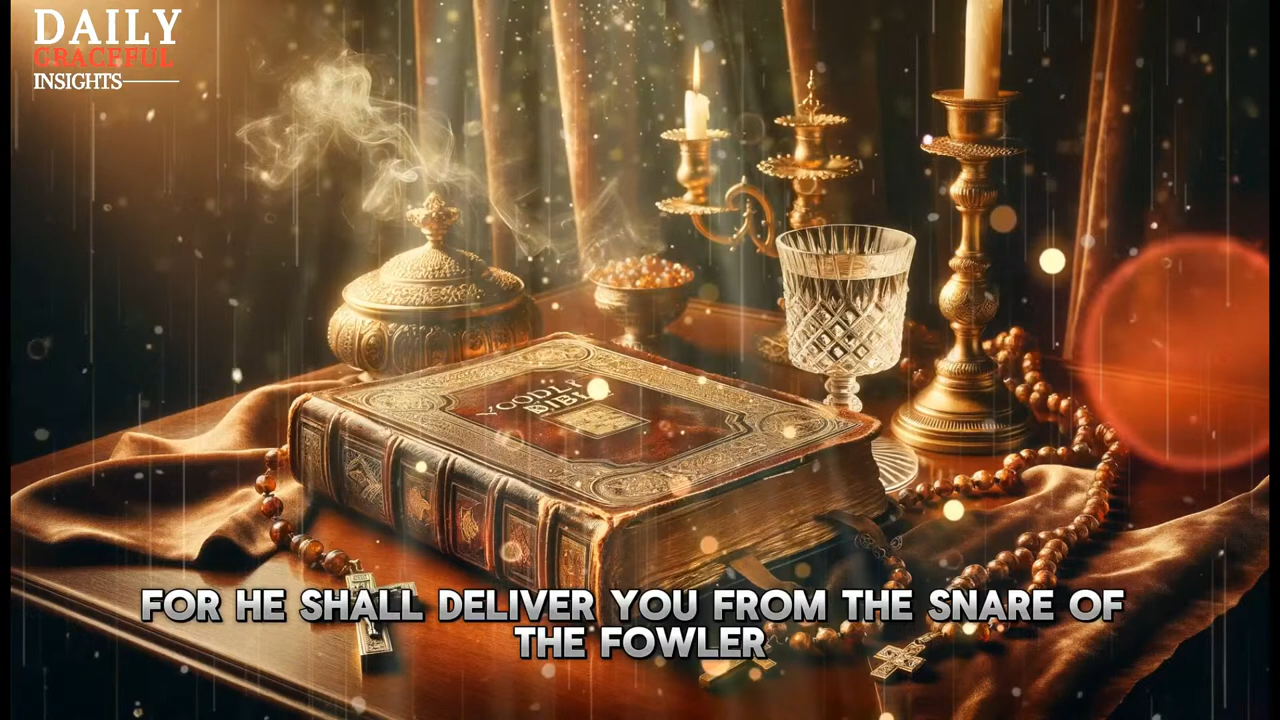 DAILY
GRACEFUL
INSIGHTS
FOR HE SHALL DELIVER YOU FROM THE SNARE OF
THE FOWLER